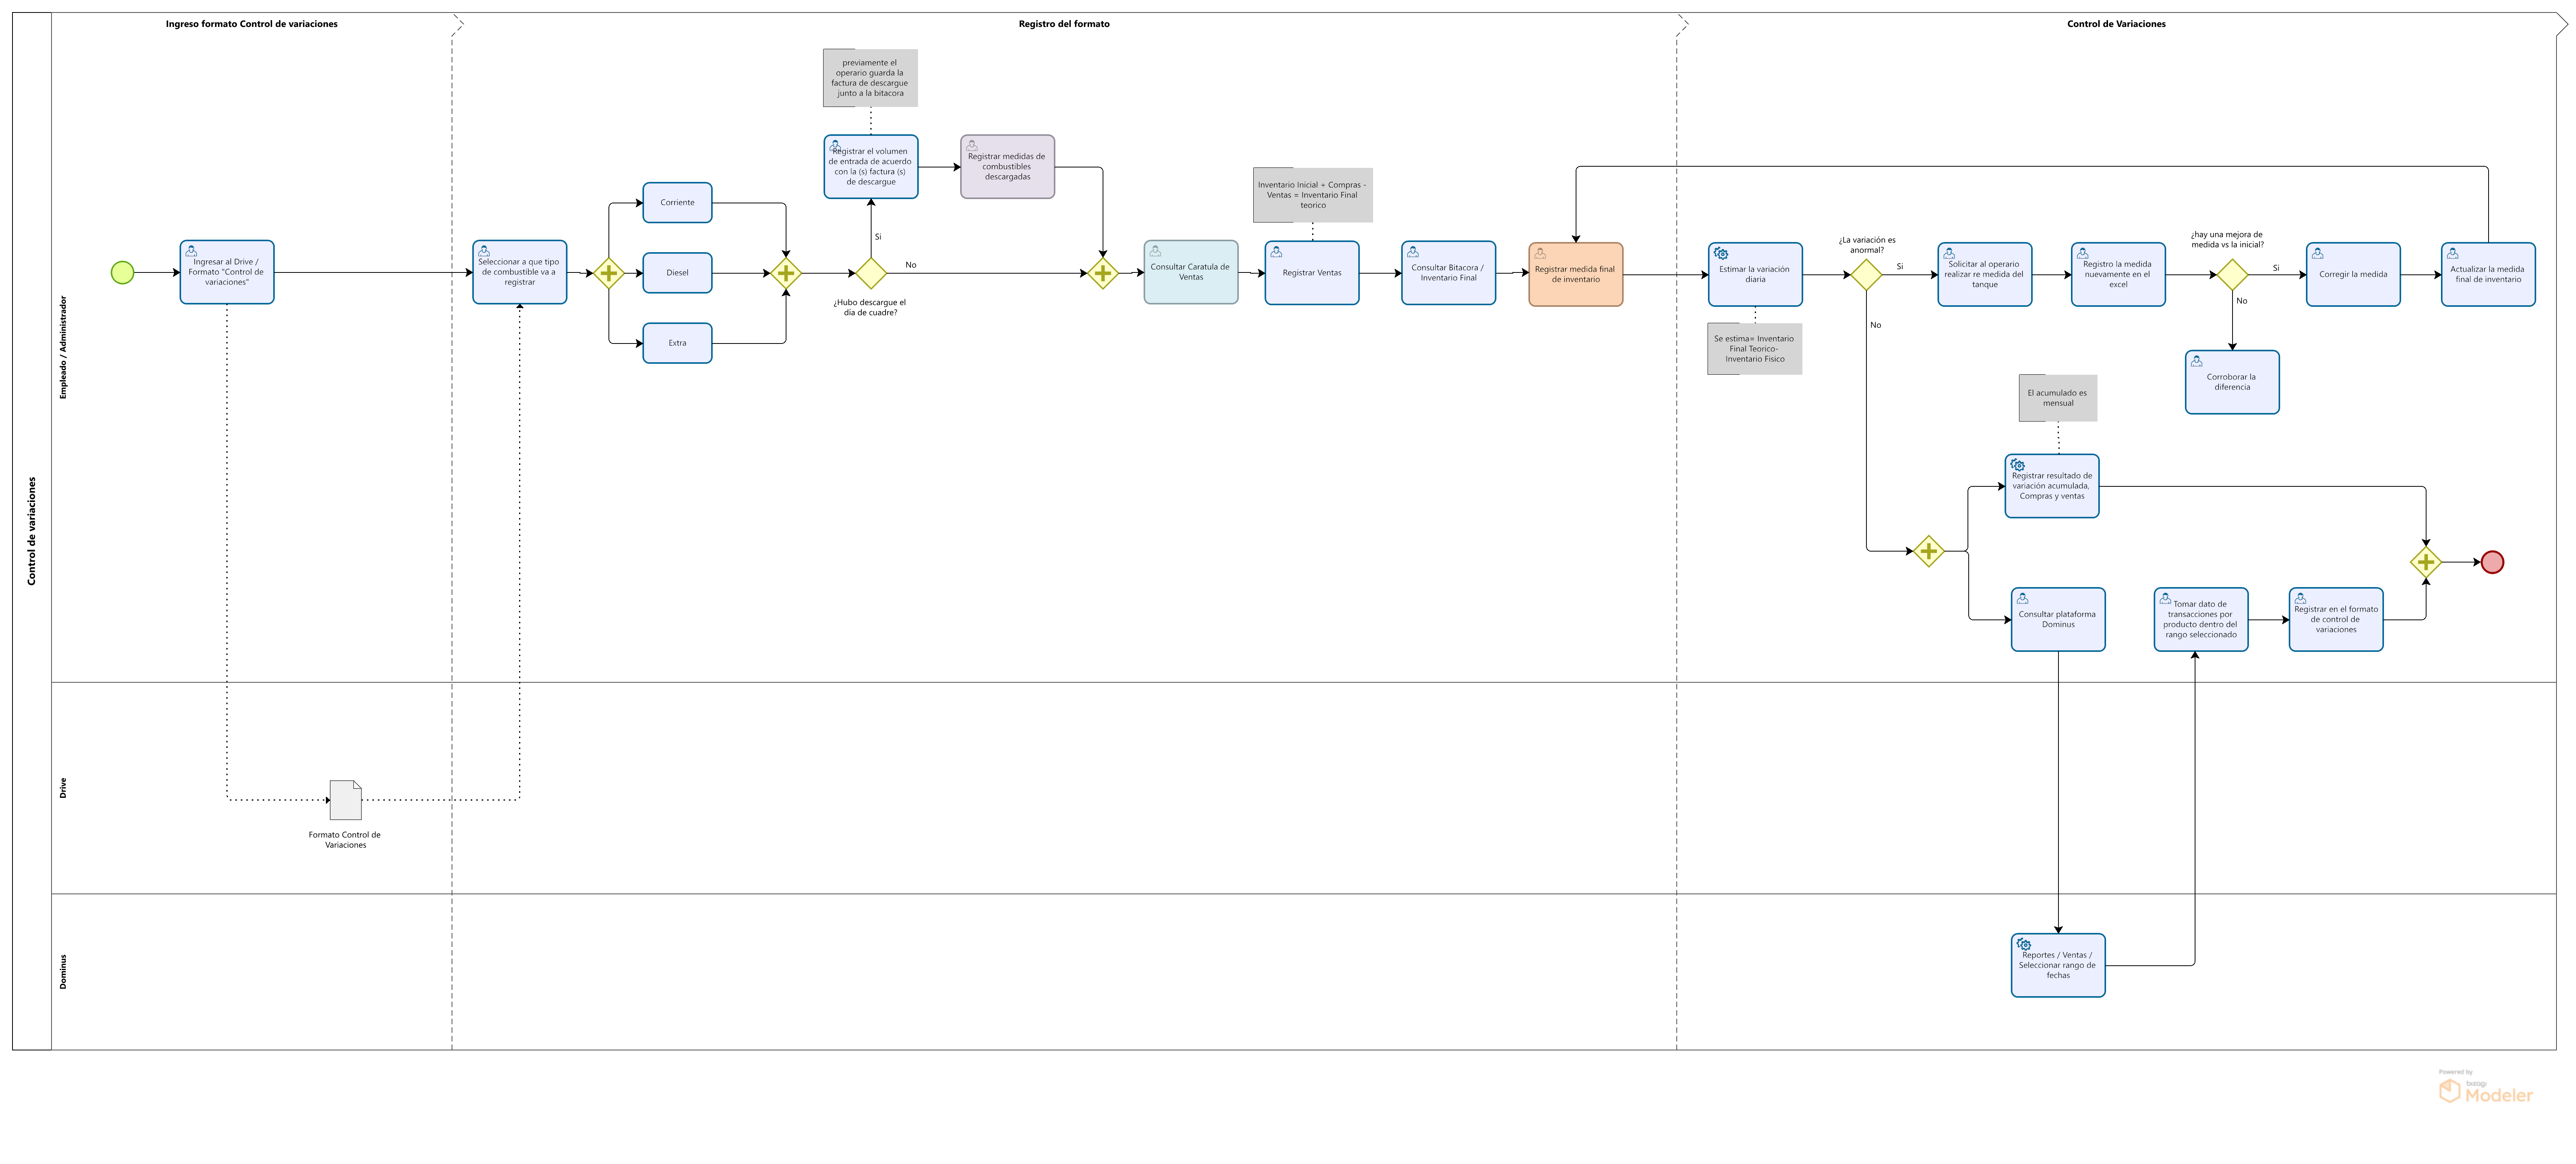 Ingreso formato Control de variaciones
Registro del formato
Control de Variaciones
Control de variaciones
Empleado / Administrador
Drive
Dominus
Ingresar al Drive /
Formato "Control de
variaciones"
Formato Control de
Variaciones
Seleccionar a que tipo
de combustible va a
registrar
Corriente
Diesel
Extra
¿Hubo descargue el
día de cuadre?
Si
No
previamente el
operario guarda la
factura de descargue
junto a la bitacora
Registrar el volumen
de entrada de acuerdo
con la (s) factura (s)
de descargue
Registrar medidas de
combustibles
descargadas
Consultar Caratula de
Ventas
Inventario Inicial + Compras -
Ventas = Inventario Final
teorico
Registrar Ventas
Consultar Bitacora /
Inventario Final
Registrar medida final
de inventario
Estimar la variación
diaria
Se estima= Inventario
Final Teorico-
Inventario Fisico
¿La variación es
anormal?
Si
No
Solicitar al operario
realizar re medida del
tanque
Registro la medida
nuevamente en el
excel
¿hay una mejora de
medida vs la inicial?
Si
No
Corregir la medida
Actualizar la medida
final de inventario
Corroborar la
diferencia
El acumulado es
mensual
Registrar resultado de
variación acumulada,
Compras y ventas
Consultar plataforma
Dominus
Tomar dato de
transacciones por
producto dentro del
rango seleccionado
Registrar en el formato
de control de
variaciones
Reportes / Ventas /
Seleccionar rango de
fechas
Powered by
bizagi
Modeler